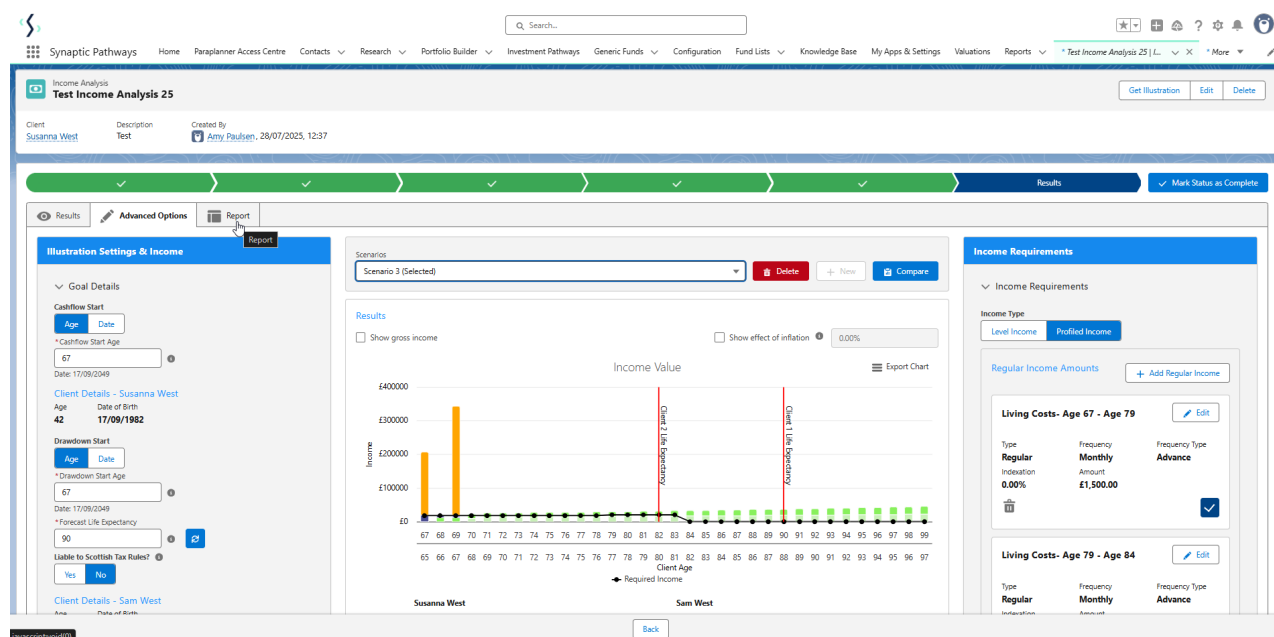 Search...
Synaptic Pathways Home Paraplanner Access Centre Contacts Research Portfolio Builder Investment Pathways Generic Funds Configuration Fund Lists Knowledge Base My Apps & Settings Valuations Reports * Test Income Analysis 25 | I... * More
Income Analysis
Test Income Analysis 25
Get Illustration Edit Delete
Client Description Created By
Susanna West Test Amy Paulsen, 28/07/2025, 12:37
Results Mark Status as Complete
Results Advanced Options Report
Report
Illustration Settings & Income
Goal Details
Cashflow Start
Age Date
*Cashflow Start Age
67
Date: 17/09/2049
Client Details - Susanna West
Age Date of Birth
42 17/09/1982
Drawdown Start
Age Date
*Drawdown Start Age
67
Date: 17/09/2049
*Forecast Life Expectancy
90
Liable to Scottish Tax Rules?
Yes No
Client Details - Sam West
Age Date of Birth
Scenarios
Scenario 3 (Selected)
Delete + New Compare
Results
Show gross income Show effect of inflation 0.00%
Income Value
Export Chart
£400000
£300000
£200000
£100000
£0
Income
Client 2 Life Expectancy
Client 1 Life Expectancy
67 68 69 70 71 72 73 74 75 76 77 78 79 80 81 82 83 84 85 86 87 88 89 90 91 92 93 94 95 96 97 98 99
65 66 67 68 69 70 71 72 73 74 75 76 77 78 79 80 81 82 83 84 85 86 87 88 89 90 91 92 93 94 95 96 97
Client Age
Required Income
Susanna West Sam West
Income Requirements
Income Requirements
Income Type
Level Income Profiled Income
Regular Income Amounts + Add Regular Income
Living Costs- Age 67 - Age 79 Edit
Type Frequency Frequency Type
Regular Monthly Advance
Indexation Amount
0.00% £1,500.00
Living Costs- Age 79 - Age 84 Edit
Type Frequency Frequency Type
Regular Monthly Advance
Indexation Amount
Back
javascript:void(0)